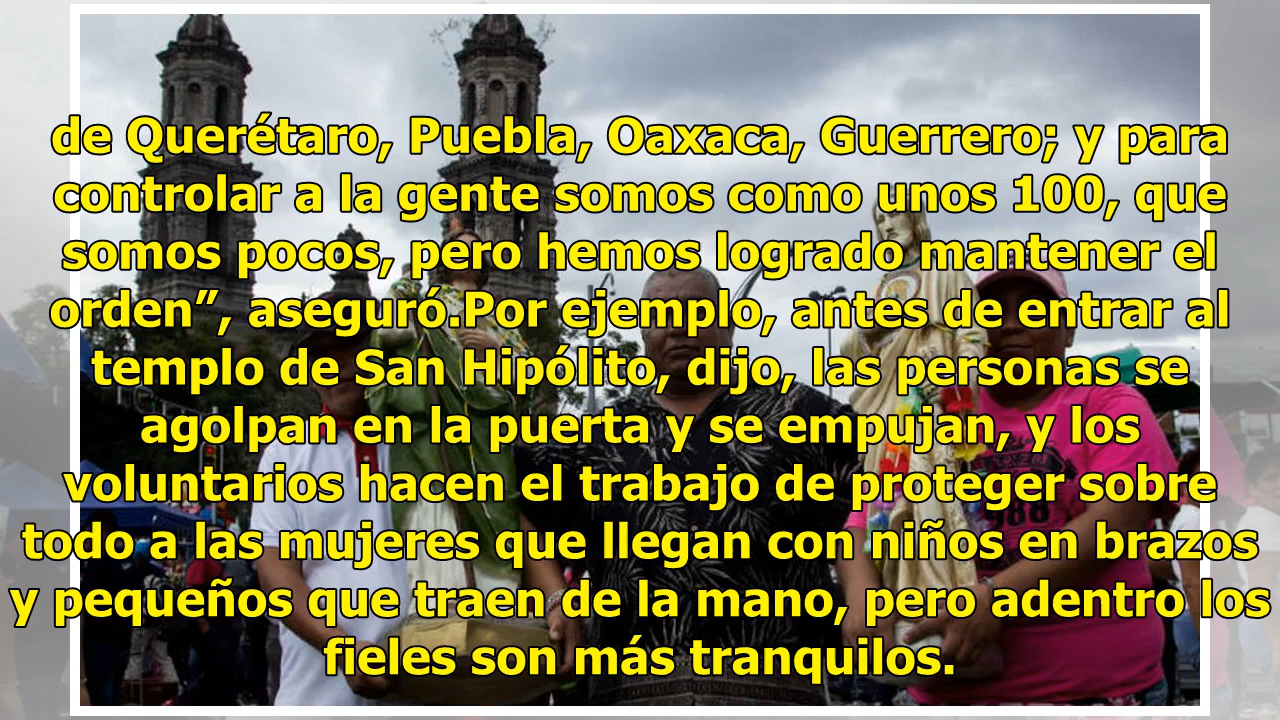 de Querétaro, Puebla, Oaxaca, Guerrero; y para
controlar a la gente somos como unos 100, que
somos pocos, pero hemos logrado mantener el
orden”, aseguró.Por ejemplo, antes de entrar al
templo de San Hipólito, dijo, las personas se
agolpan en la puerta y se empujan, y los
voluntarios hacen el trabajo de proteger sobre
todo a las mujeres que llegan con niños en brazos
y pequeños que traen de la mano, pero adentro los
fieles son más tranquilos.